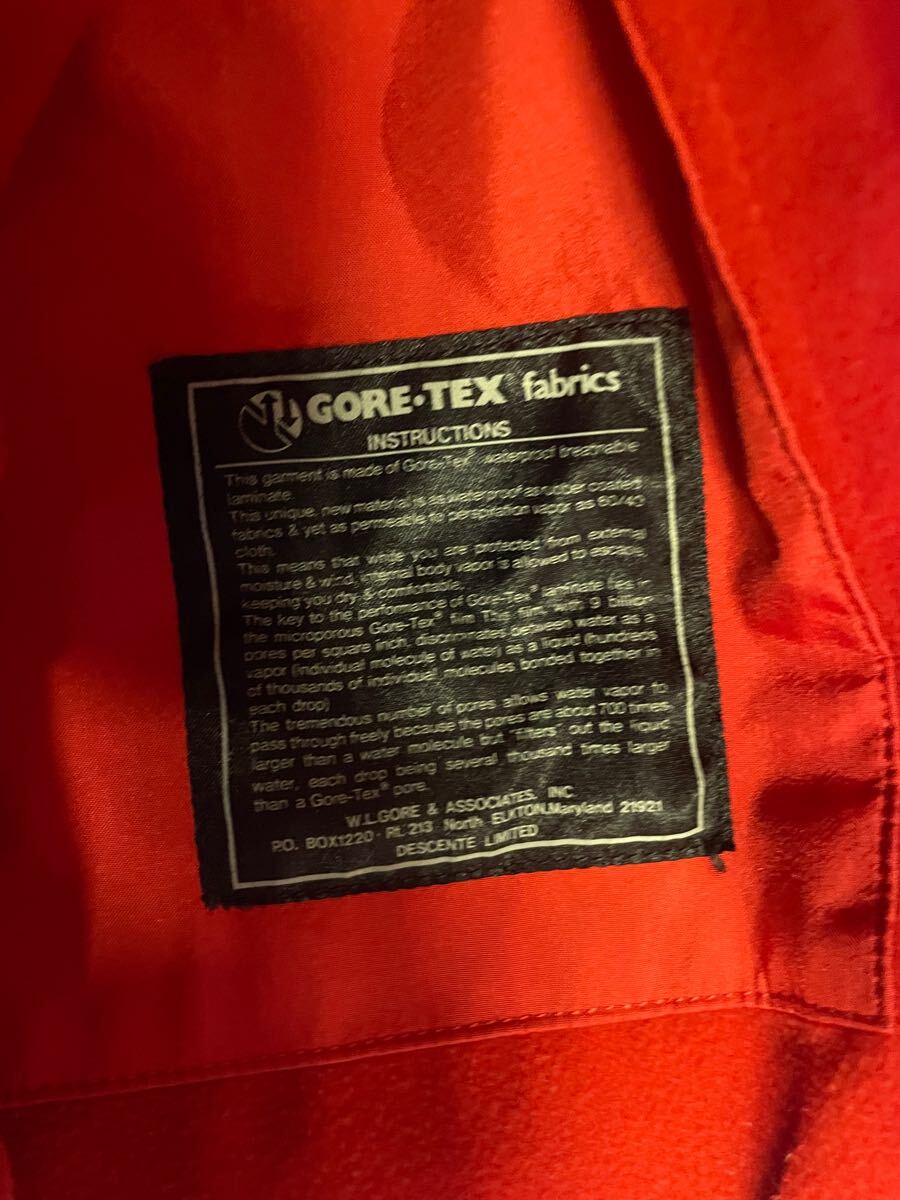 GORE-TEX® fabrics
INSTRUCTIONS
This garment is made of Gore-Tex® waterproof breathable
laminate.
This unique, new material is as waterproof as super coated
fabrics & yet as permeable to perspiration vapor as 60/40
cloth.
This means that while you are protected from external
moisture & wind, internal body vapor is allowed to escape,
keeping you dry & comfortable.
The key to the performance of Gore-Tex® laminate lies in
the microporous Gore-Tex® film This film, with 9 billion
pores per square inch, discriminates between water as a
vapor (individual molecule of water) as a liquid (hundreds
of thousands of individual molecules bonded together in
each drop)
The tremendous number of pores allows water vapor to
pass through freely because the pores are about 700 times
larger than a water molecule but "filters" out the liquid
water, each drop being several thousand times larger
than a Gore-Tex® pore.
W.L.GORE & ASSOCIATES, INC.
P.O. BOX1220 · Rt. 213 · North ELKTON,Maryland 21921
DESCENTE LIMITED